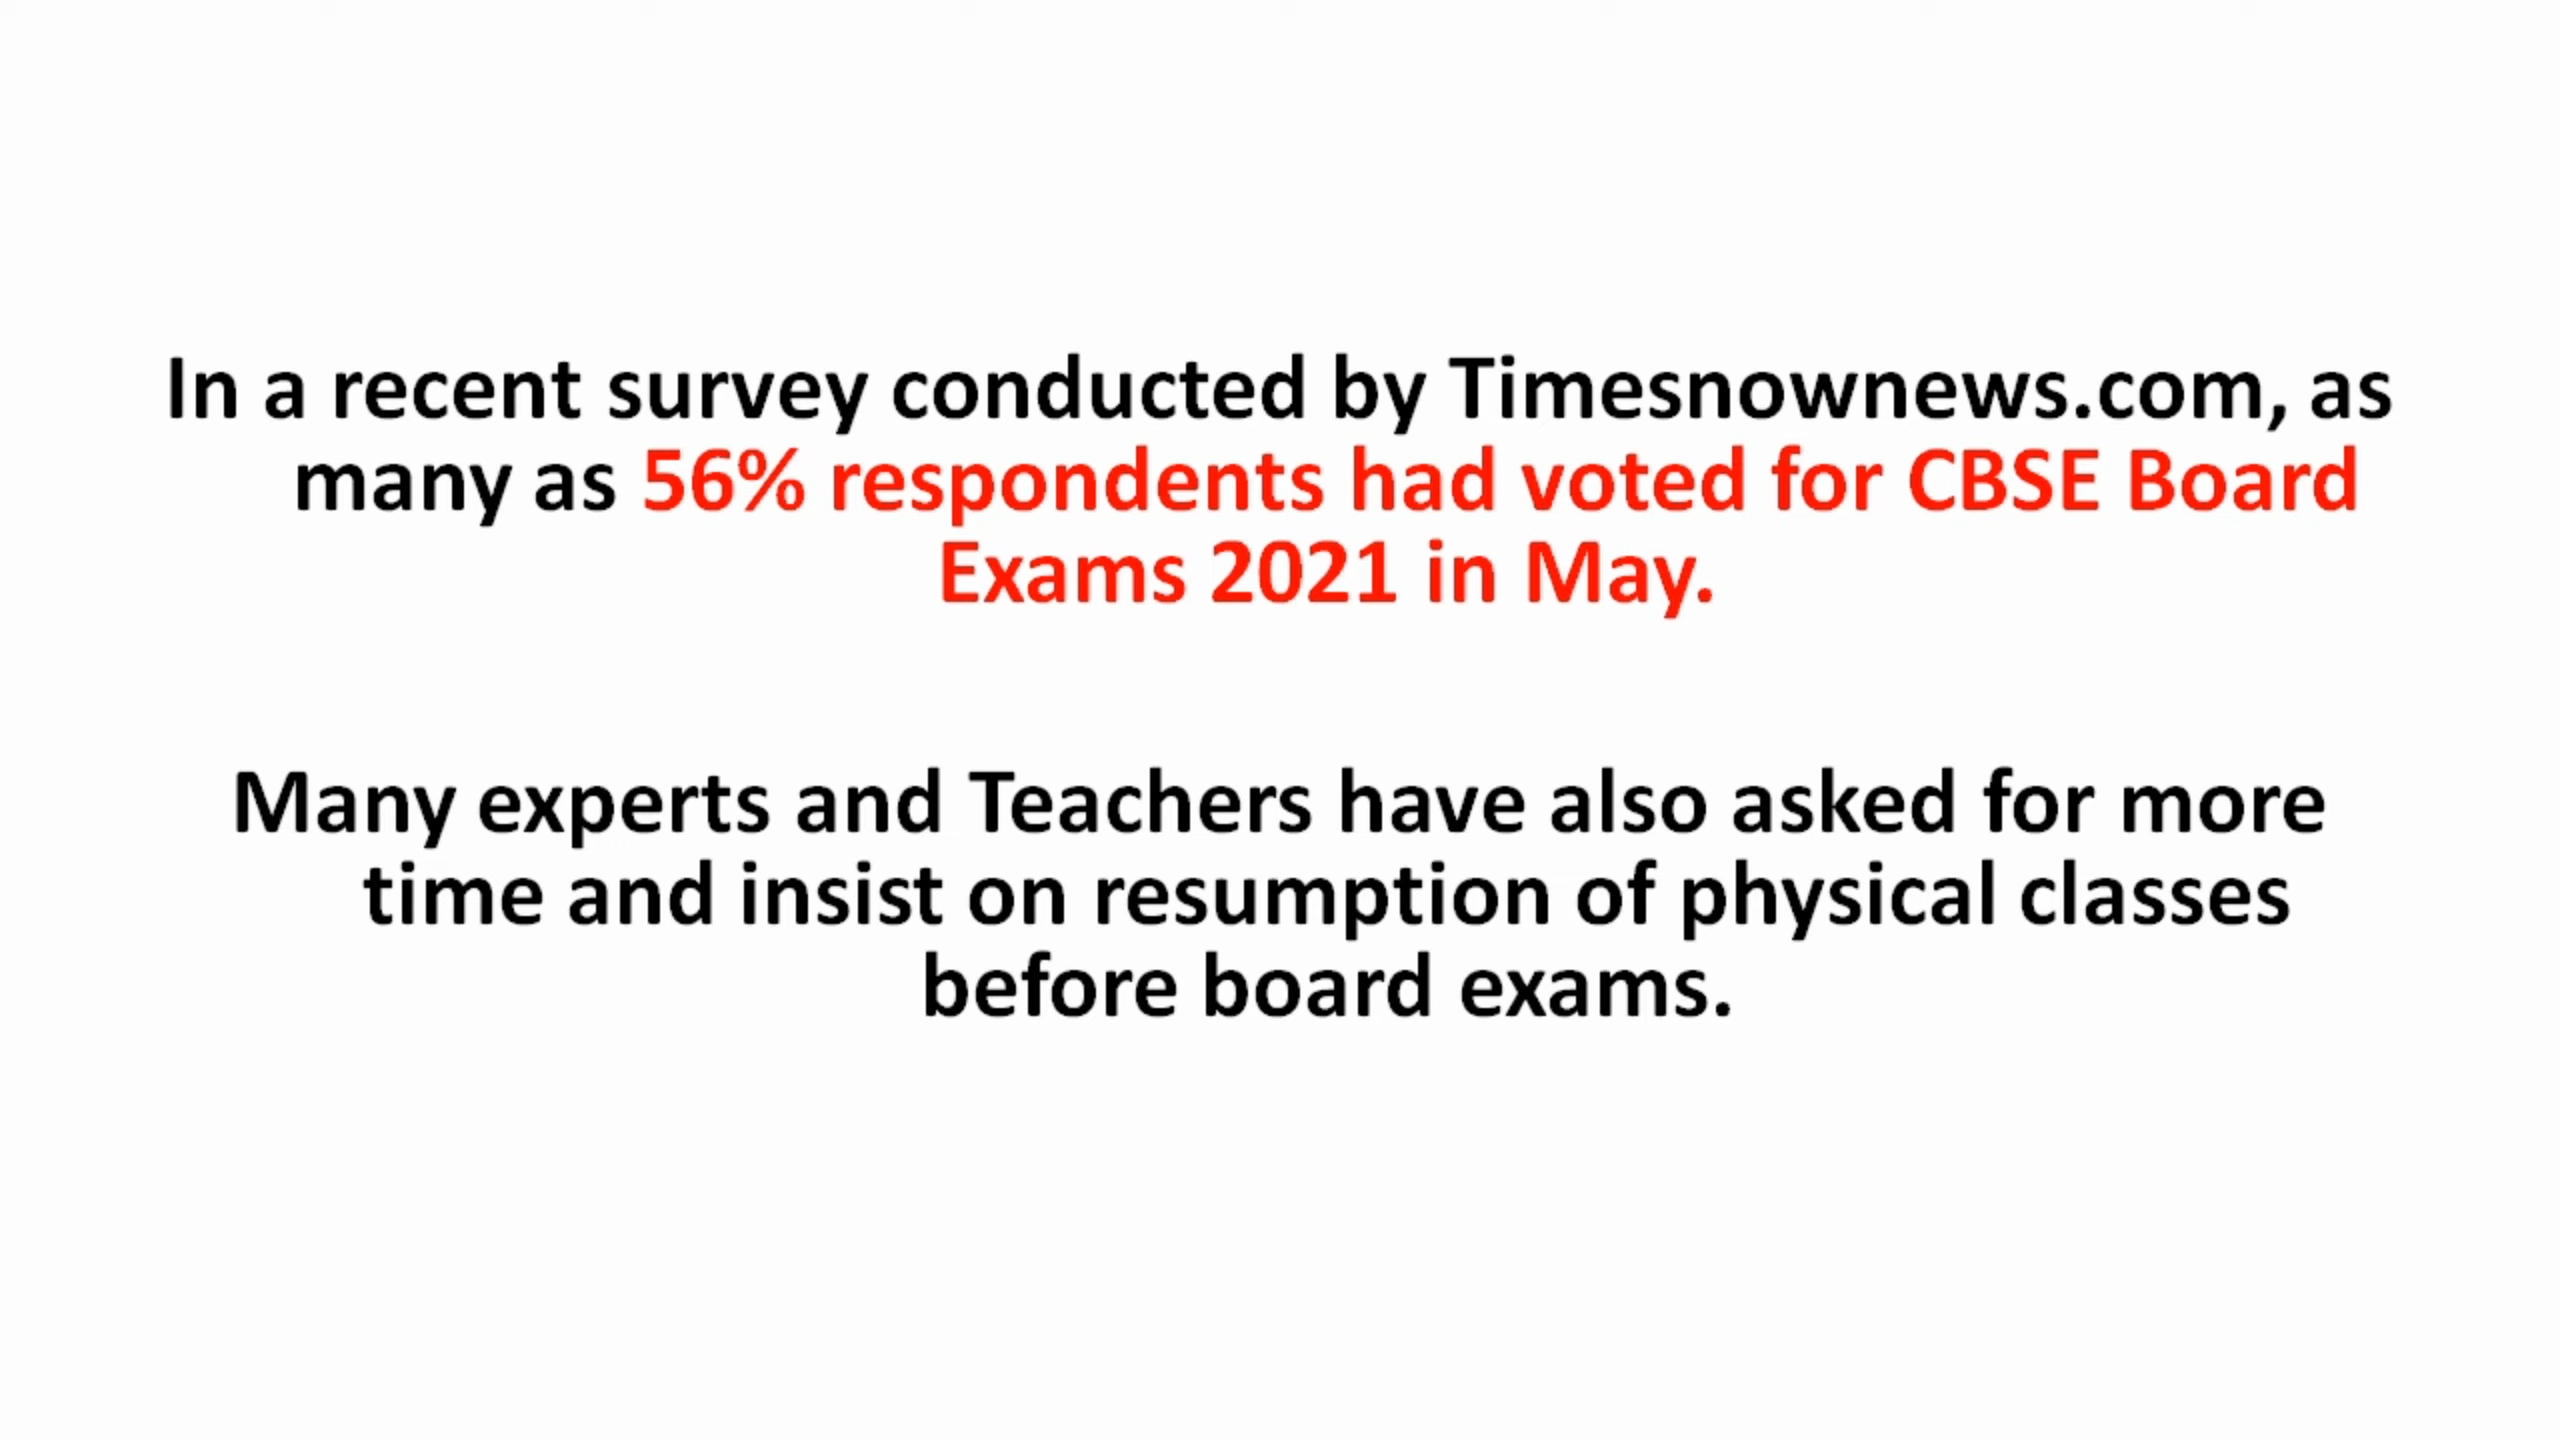 In a recent survey conducted by Timesnownews.com, as
many as 56% respondents had voted for CBSE Board
Exams 2021 in May.
Many experts and Teachers have also asked for more
time and insist on resumption of physical classes
before board exams.